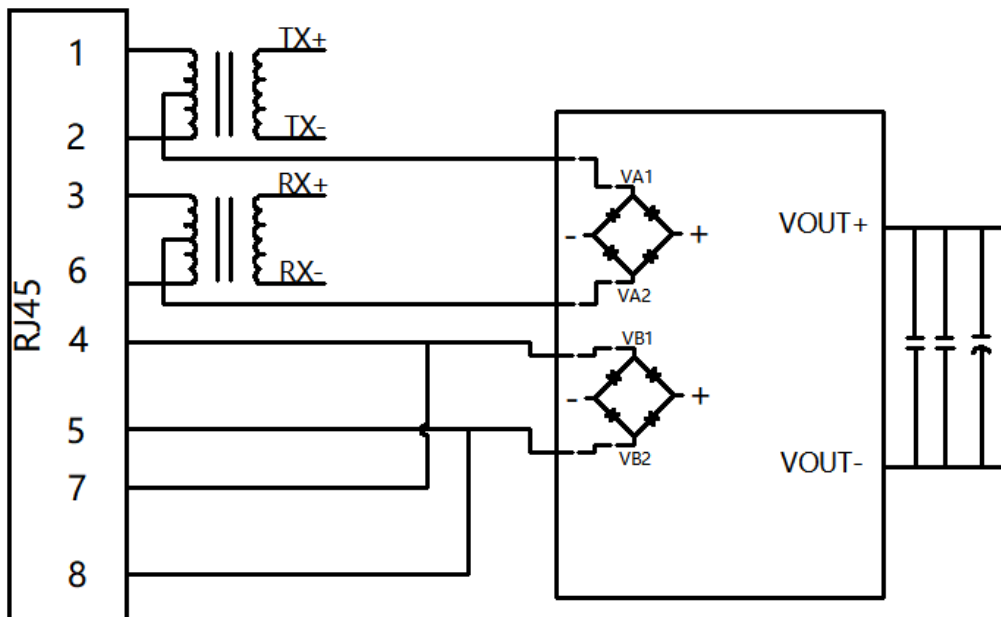 1
TX+
2
TX-
3
RX+
6
RX-
RJ45
4
5
7
8
VA1
-
+
VA2
VB1
-
+
VB2
VOUT+
VOUT-